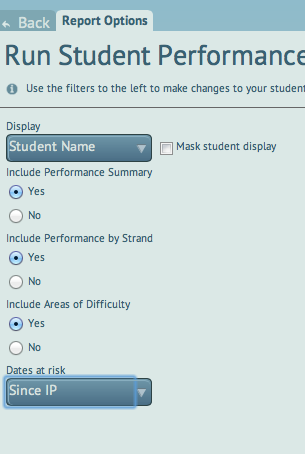 Back
Report Options
Run Student Performance
Use the filters to the left to make changes to your student
Display
Student Name
Mask student display
Include Performance Summary
Yes
No
Include Performance by Strand
Yes
No
Include Areas of Difficulty
Yes
No
Dates at risk
Since IP